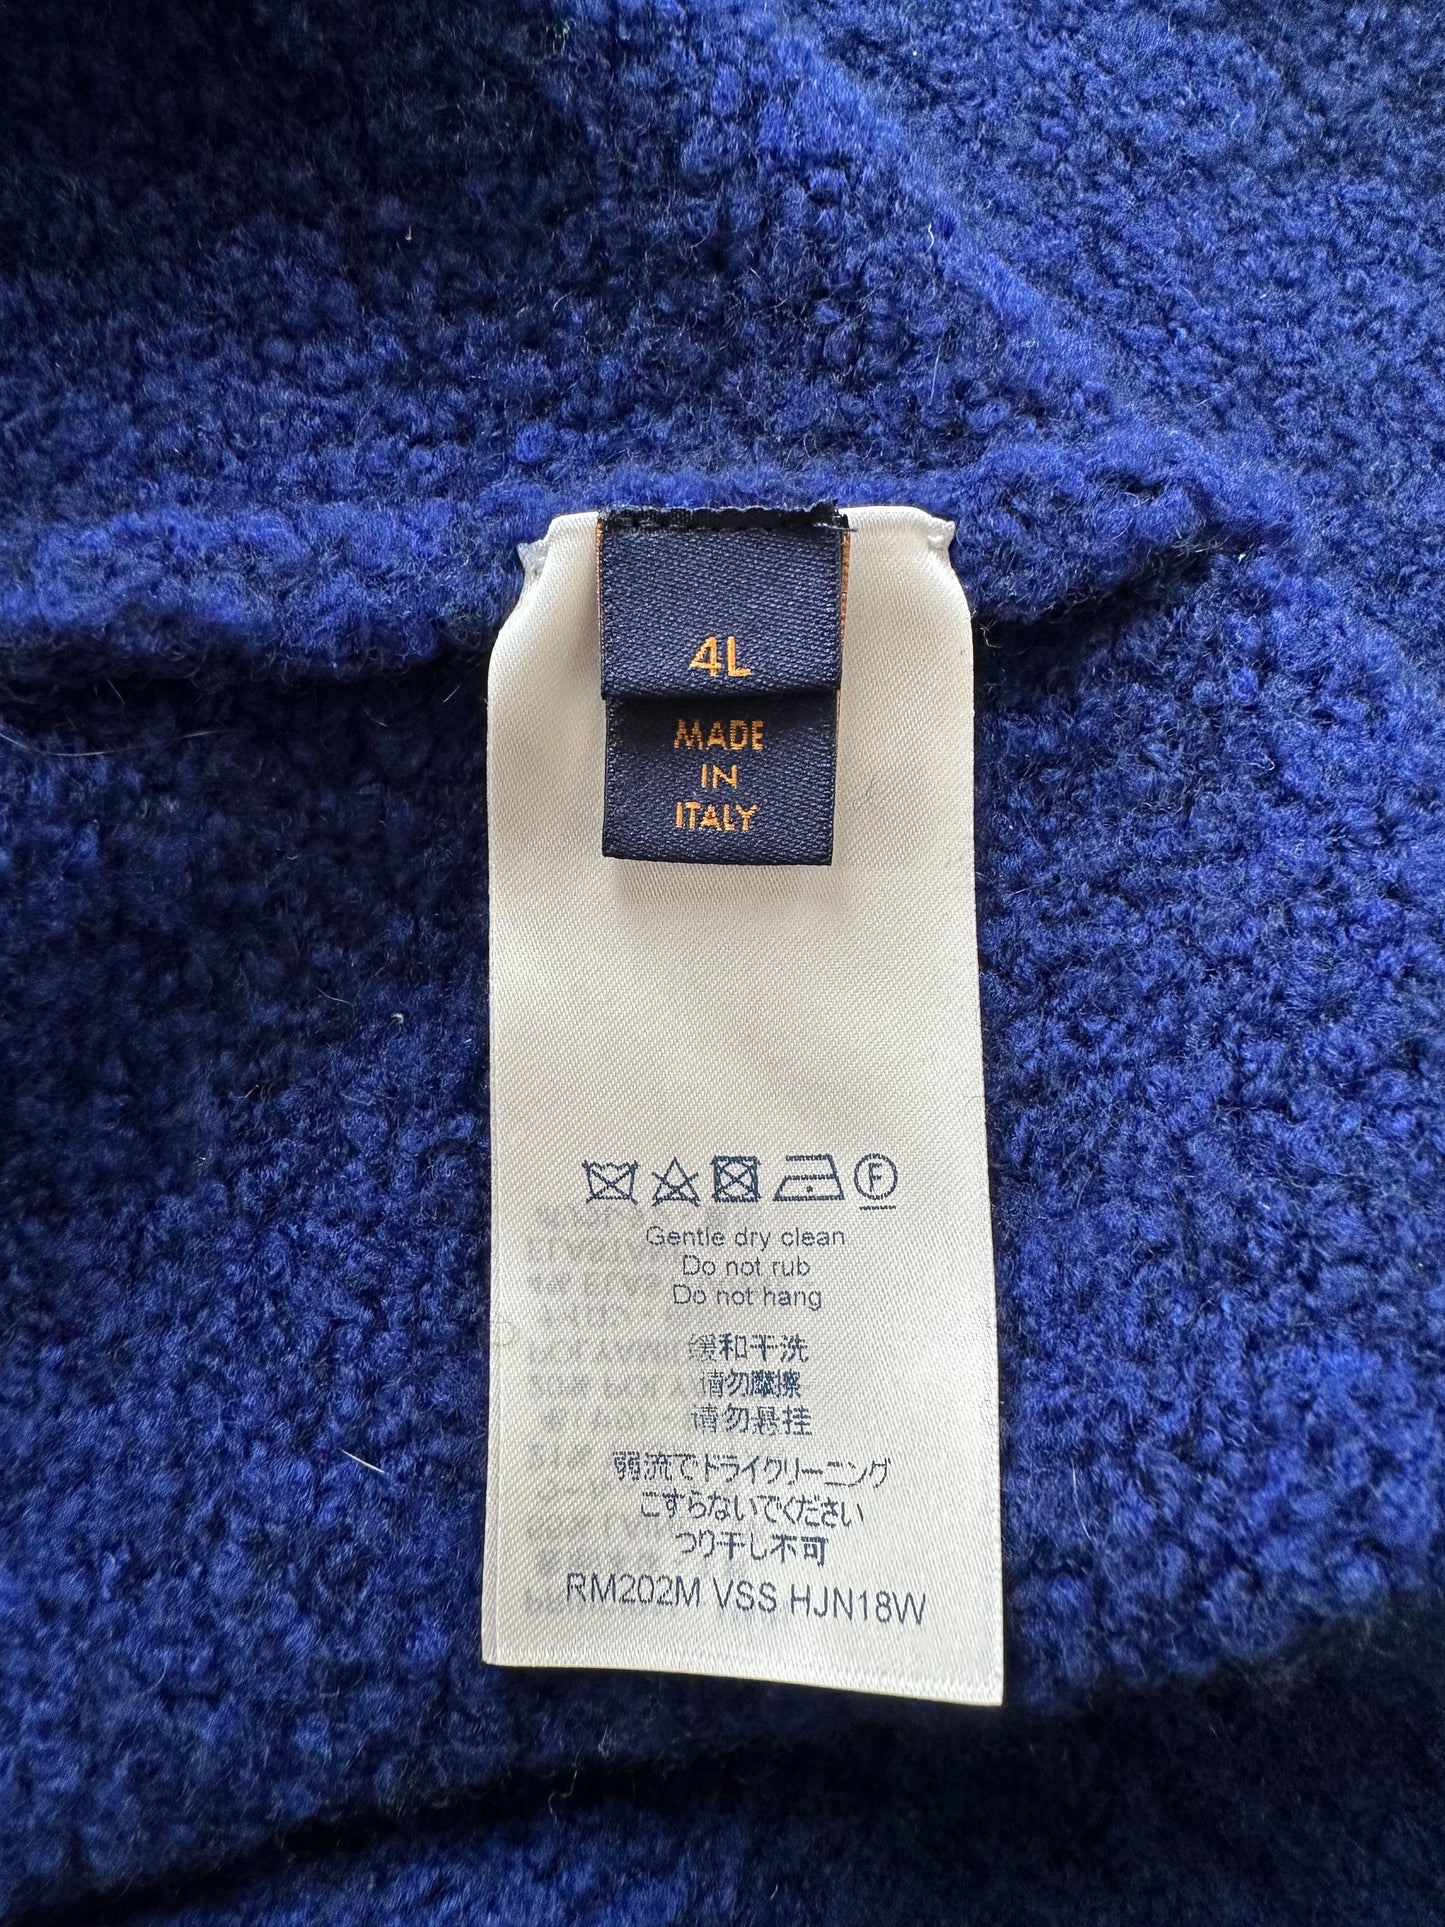 4L
MADE
IN
ITALY
F
Gentle dry clean
Do not rub
Do not hang
缓和干洗
请勿摩擦
请勿悬挂
弱流でドライクリーニング
こすらないでください
つり干し不可
RM202M VSS HJN18W